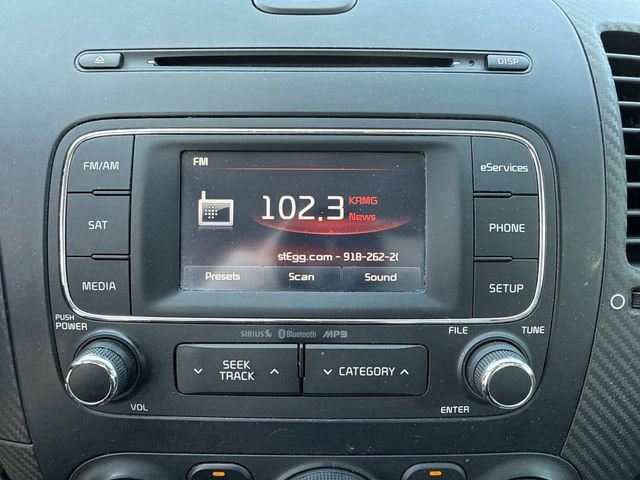 DISP
FM/AM
SAT
MEDIA
FM
102.3
KRMG
News
stEgg.com - 918-262-20
Presets
Scan
Sound
eServices
PHONE
SETUP
PUSH
POWER
VOL
SIRIUS
Bluetooth
MP3
SEEK
TRACK
CATEGORY
FILE
TUNE
ENTER